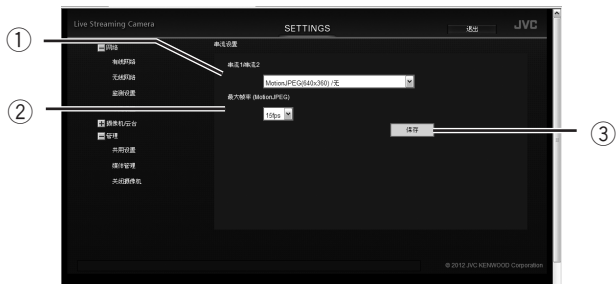 Live Streaming Camera
SETTINGS
退出
JVC
① 网络
串流设置
有线网络
串流1/串流2
无线网络
MotionJPEG(640x360) /无
监测设置
最大帧率 (MotionJPEG)
② 15fps
摄像机/云台
保存
③
管理
共用设置
媒体管理
关闭摄像机
© 2012 JVC KENWOOD Corporation